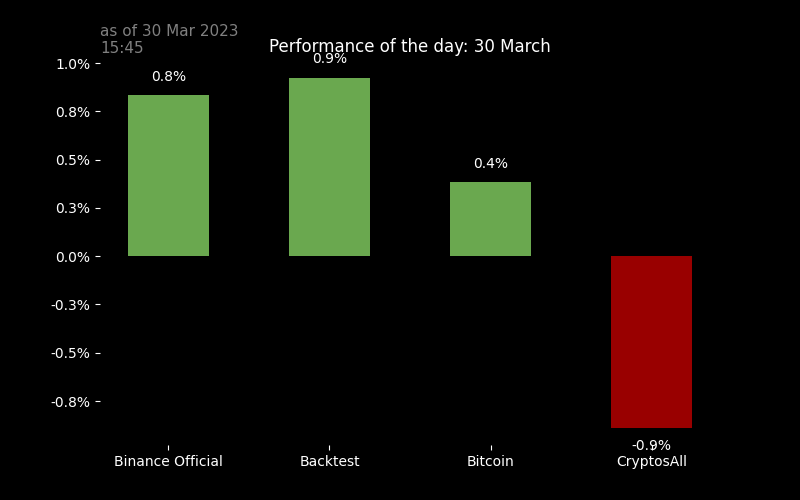 as of 30 Mar 2023
15:45
Performance of the day: 30 March
1.0%
0.8%
0.5%
0.3%
0.0%
-0.3%
-0.5%
-0.8%
0.8%
0.9%
0.4%
-0.9%
Binance Official
Backtest
Bitcoin
CryptosAll